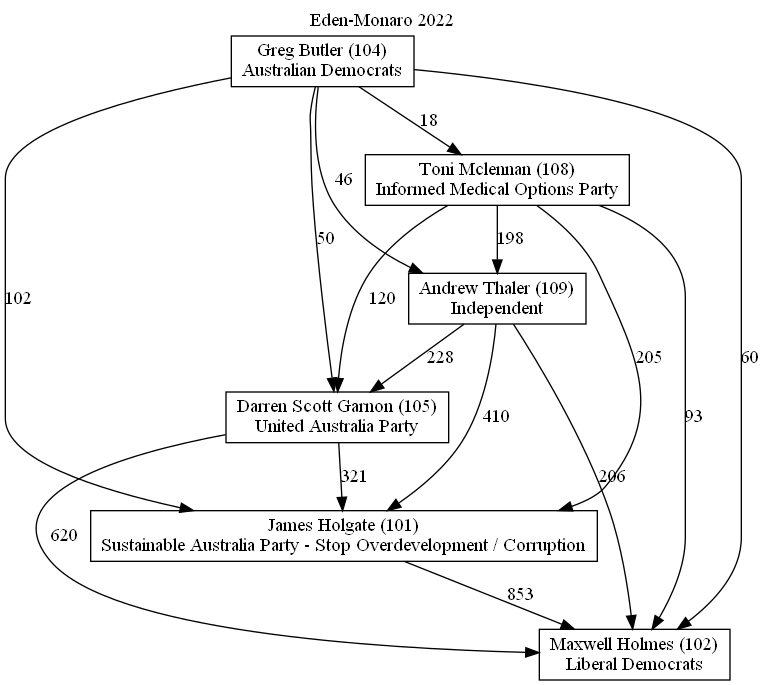 Eden-Monaro 2022
Greg Butler (104)
Australian Democrats
18
Toni Mclennan (108)
Informed Medical Options Party
46
50
198
120
102
Andrew Thaler (109)
Independent
228
205
60
410
93
Darren Scott Garnon (105)
United Australia Party
321
206
620
James Holgate (101)
Sustainable Australia Party - Stop Overdevelopment / Corruption
853
Maxwell Holmes (102)
Liberal Democrats